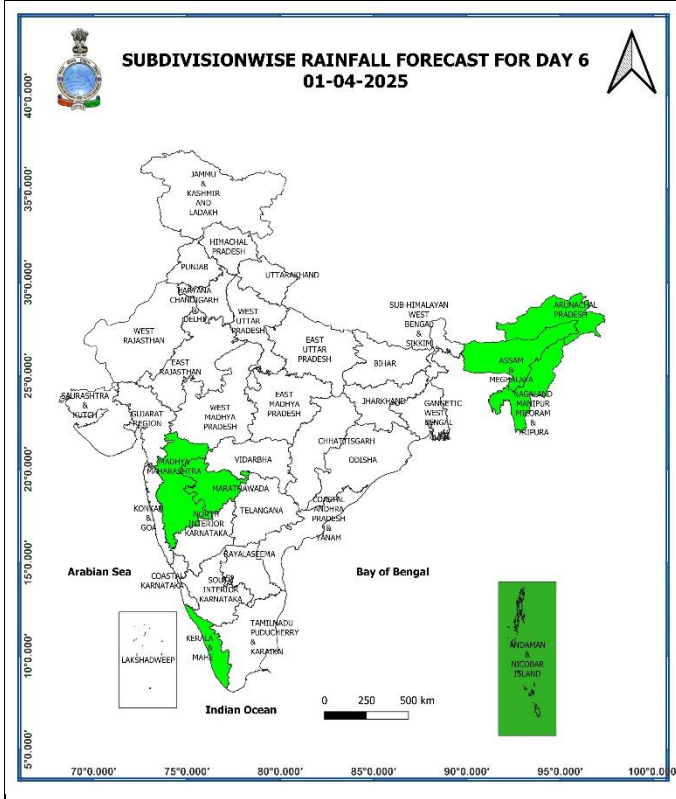 SUBDIVISIONWISE RAINFALL FORECAST FOR DAY 6
01-04-2025
40°0.000'
35°0.000'
30°0.000'
25°0.000'
20°0.000'
15°0.000'
10°0.000'
5°0.000'
JAMMU
&
KASHMIR
AND
LADAKH
HIMACHAL
PRADESH
PUNJAB
UTTARAKHAND
HARYANA
CHANDIGARH
&
DELHI
WEST
UTTAR
PRADESH
WEST
RAJASTHAN
EAST
RAJASTHAN
EAST
UTTAR
PRADESH
SUB-HIMALAYAN
WEST
BENGAL
&
SIKKIM
ARUNACHAL
PRADESH
ASSAM
&
MEGHALAYA
NAGALAND
MANIPUR
MIZORAM
&
TRIPURA
BIHAR
SAURASHTRA
&
KUTCH
GUJARAT
REGION
WEST
MADHYA
PRADESH
EAST
MADHYA
PRADESH
JHARKHAND
GANGETIC
WEST
BENGAL
CHHATTISGARH
ODISHA
MADHYA
MAHARASHTRA
VIDARBHA
MARATHAWADA
KONKAN
&
GOA
NORTH
INTERIOR
KARNATAKA
TELANGANA
COASTAL
ANDHRA
PRADESH
&
YANAM
RAYALASEEMA
Arabian Sea
Bay of Bengal
COASTAL
KARNATAKA
SOUTH
INTERIOR
KARNATAKA
TAMILNADU
PUDUCHERRY
&
KARAIKAL
KERALA
&
MAHE
LAKSHADWEEP
ANDAMAN
&
NICOBAR
ISLAND
Indian Ocean
0 250 500 km
70°0.000' 75°0.000' 80°0.000' 85°0.000' 90°0.000' 95°0.000' 100°0.000'